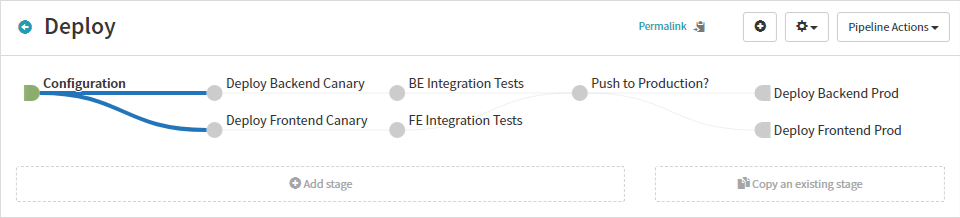 Deploy
Permalink
Pipeline Actions
Configuration
Deploy Backend Canary
BE Integration Tests
Push to Production?
Deploy Backend Prod
Deploy Frontend Canary
FE Integration Tests
Deploy Frontend Prod
Add stage
Copy an existing stage